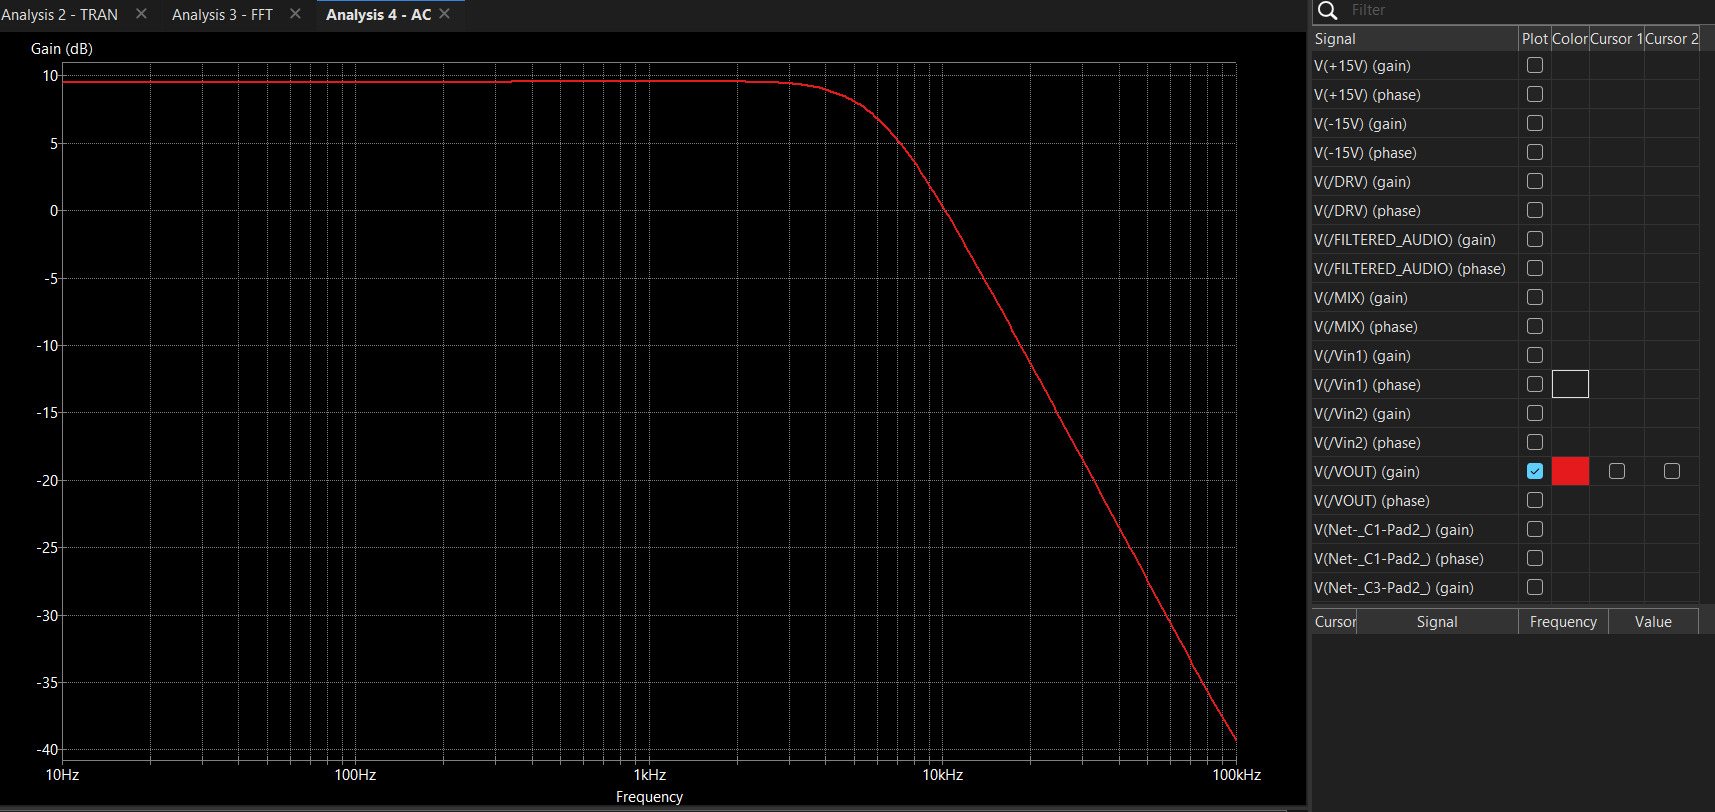 Analysis 2 - TRAN
Analysis 3 - FFT
Analysis 4 - AC
Gain (dB)
10
5
0
-5
-10
-15
-20
-25
-30
-35
-40
10Hz 100Hz 1kHz 10kHz 100kHz
Frequency
Filter
Signal Plot Color Cursor 1 Cursor 2
V(+15V) (gain)
V(+15V) (phase)
V(-15V) (gain)
V(-15V) (phase)
V(/DRV) (gain)
V(/DRV) (phase)
V(/FILTERED_AUDIO) (gain)
V(/FILTERED_AUDIO) (phase)
V(/MIX) (gain)
V(/MIX) (phase)
V(/Vin1) (gain)
V(/Vin1) (phase)
V(/Vin2) (gain)
V(/Vin2) (phase)
V(/VOUT) (gain)
V(/VOUT) (phase)
V(Net-_C1-Pad2_) (gain)
V(Net-_C1-Pad2_) (phase)
V(Net-_C3-Pad2_) (gain)
Cursor Signal Frequency Value